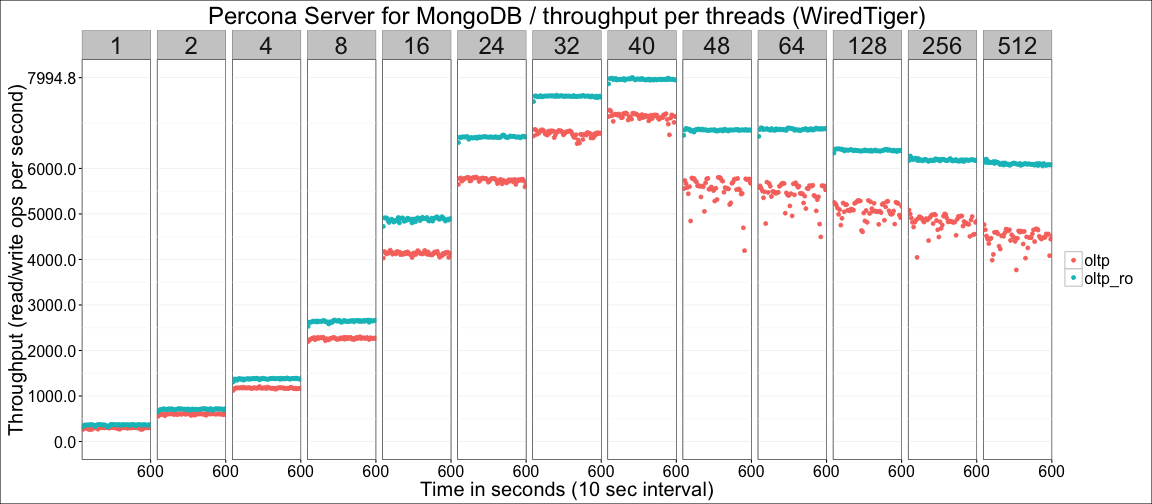 Percona Server for MongoDB / throughput per threads (WiredTiger)
1 2 4 8 16 24 32 40 48 64 128 256 512
Throughput (read/write ops per second)
7994.8
6000.0
5000.0
4000.0
3000.0
2000.0
1000.0
0.0
oltp
oltp_ro
600 600 600 600 600 600 600 600 600 600 600 600 600
Time in seconds (10 sec interval)